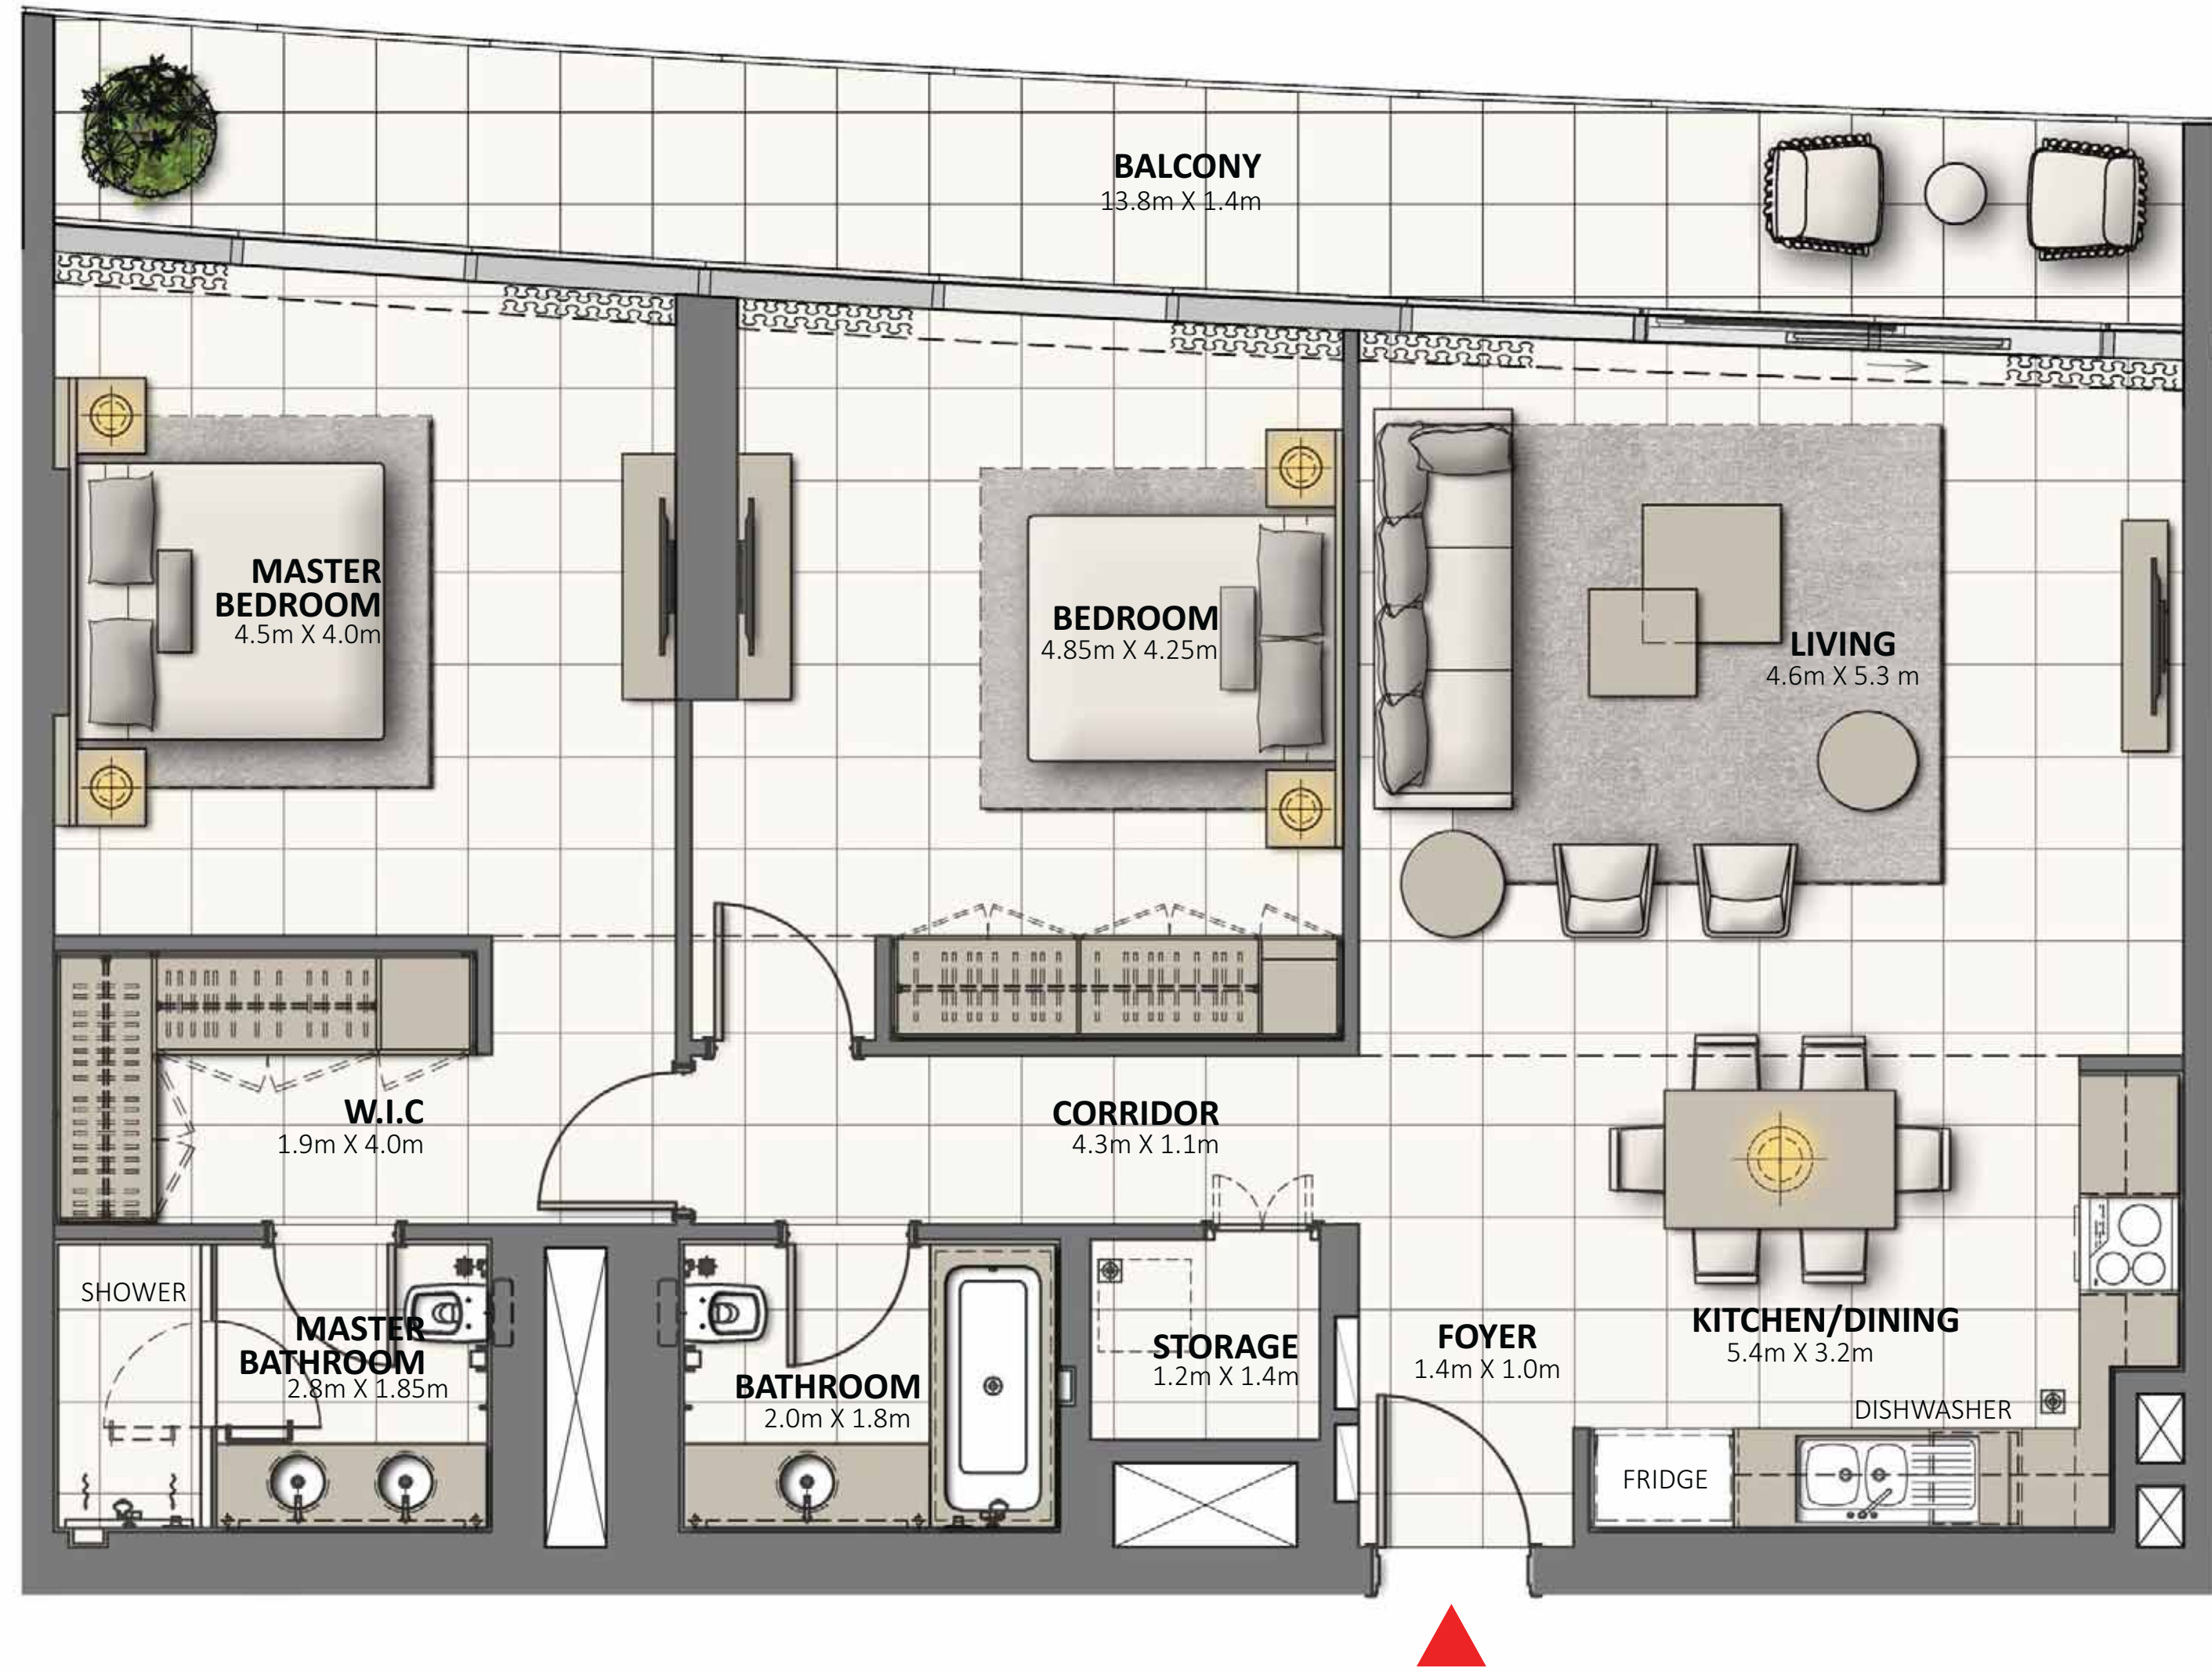 BALCONY
13.8m X 1.4m
MASTER
BEDROOM
4.5m X 4.0m
BEDROOM
4.85m X 4.25m
LIVING
4.6m X 5.3 m
W.I.C
1.9m X 4.0m
CORRIDOR
4.3m X 1.1m
SHOWER
MASTER
BATHROOM
2.8m X 1.85m
BATHROOM
2.0m X 1.8m
STORAGE
1.2m X 1.4m
FOYER
1.4m X 1.0m
KITCHEN/DINING
5.4m X 3.2m
DISHWASHER
FRIDGE